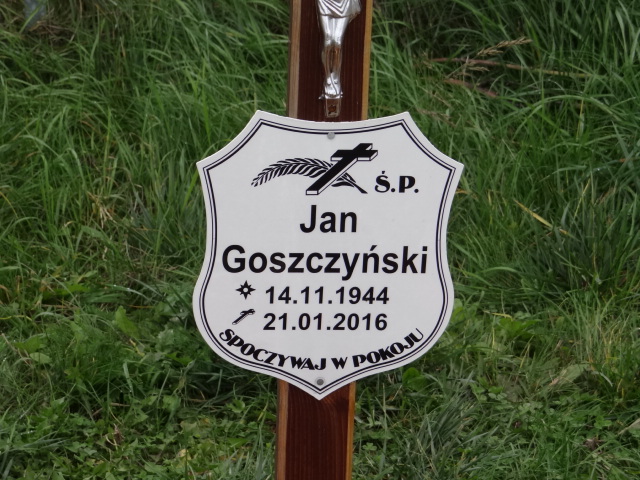 Ś.P.
Jan
Goszczyński
14.11.1944
21.01.2016
SPOCZYWAJ W POKOJU